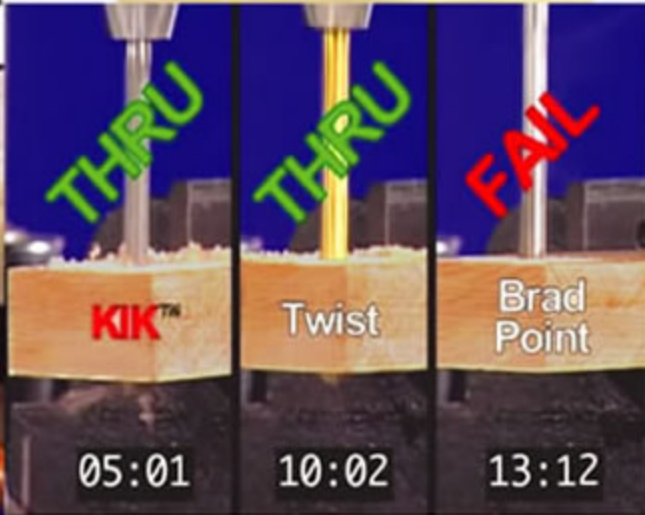 THRU
THRU
FAIL
KIK™
Twist
Brad
Point
05:01
10:02
13:12